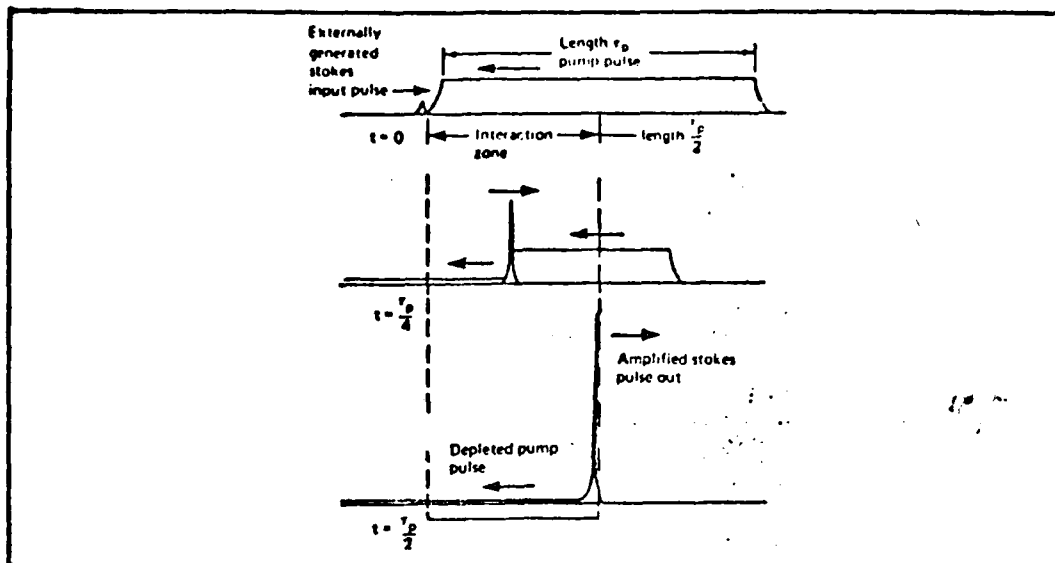 Externally
generated
stokes
input pulse
Length τp
pump pulse
t = 0
Interaction
zone
length τp/2
t = τp/4
Amplified stokes
pulse out
Depleted pump
pulse
t = τp/2